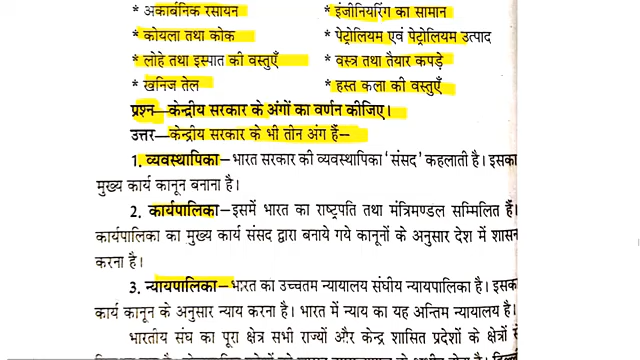 * अकार्बनिक रसायन * इंजीनियरिंग का सामान
* कोयला तथा कोक * पेट्रोलियम एवं पेट्रोलियम उत्पाद
* लोहे तथा इस्पात की वस्तुएँ * वस्त्र तथा तैयार कपड़े
* खनिज तेल * हस्त कला की वस्तुएँ
प्रश्न—केन्द्रीय सरकार के अंगों का वर्णन कीजिए।
उत्तर—केन्द्रीय सरकार के भी तीन अंग हैं—
1. व्यवस्थापिका—भारत सरकार की व्यवस्थापिका 'संसद' कहलाती है। इसका
मुख्य कार्य कानून बनाना है।
2. कार्यपालिका—इसमें भारत का राष्ट्रपति तथा मंत्रिमण्डल सम्मिलित हैं।
कार्यपालिका का मुख्य कार्य संसद द्वारा बनाये गये कानूनों के अनुसार देश में शासन
करना है।
3. न्यायपालिका—भारत का उच्चतम न्यायालय संघीय न्यायपालिका है। इसका
कार्य कानून के अनुसार न्याय करना है। भारत में न्याय का यह अन्तिम न्यायालय है।
भारतीय संघ का पूरा क्षेत्र सभी राज्यों और केन्द्र शासित प्रदेशों के क्षेत्रों से